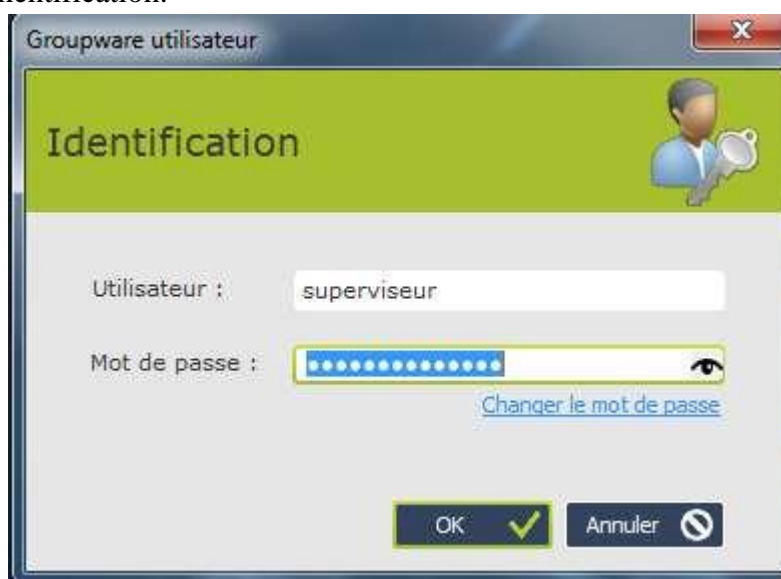 Groupware utilisateur
Identification
Utilisateur : superviseur
Mot de passe : ••••••••••••••
Changer le mot de passe
OK Annuler